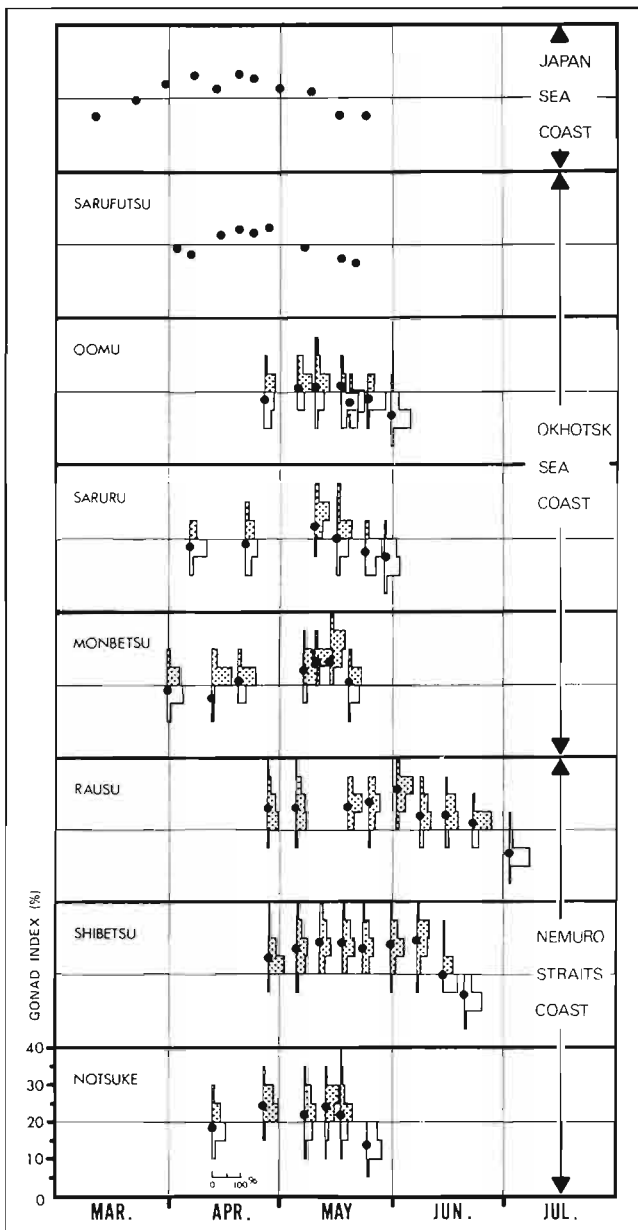 JAPAN
SEA
COAST
SARUFUTSU
OOMU
OKHOTSK
SEA
COAST
SARURU
MONBETSU
RAUSU
SHIBETSU
NEMURO
STRAITS
COAST
NOTSUKE
GONAD INDEX (%)
40
30
20
10
0
0 100 %
MAR. APR. MAY JUN. JUL.